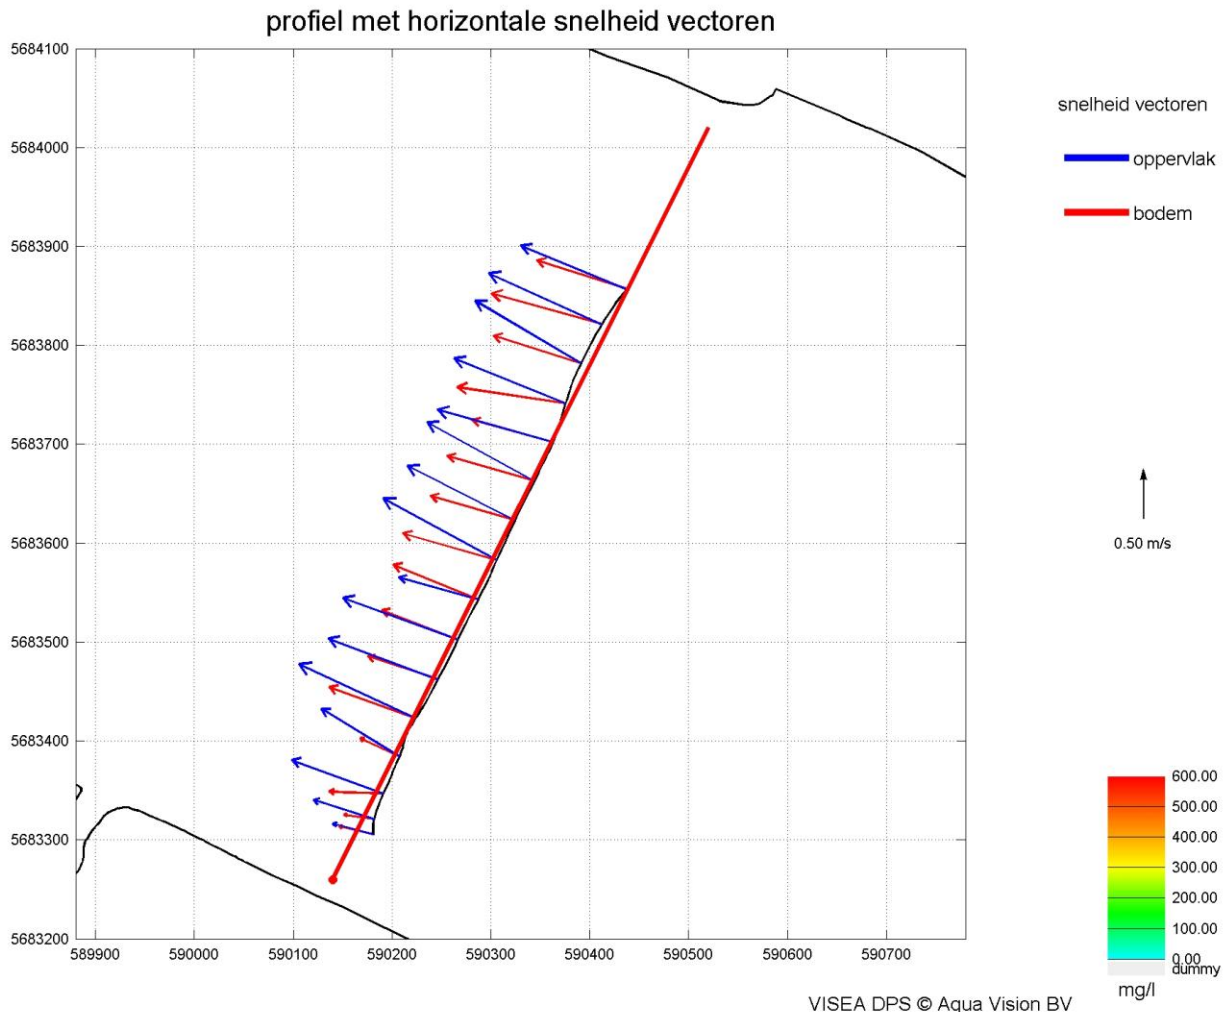 profiel met horizontale snelheid vectoren
5684100
5684000
5683900
5683800
5683700
5683600
5683500
5683400
5683300
5683200
589900 590000 590100 590200 590300 590400 590500 590600 590700
snelheid vectoren
oppervlak
bodem
0.50 m/s
600.00
500.00
400.00
300.00
200.00
100.00
0.00
dummy
mg/l
VISEA DPS © Aqua Vision BV